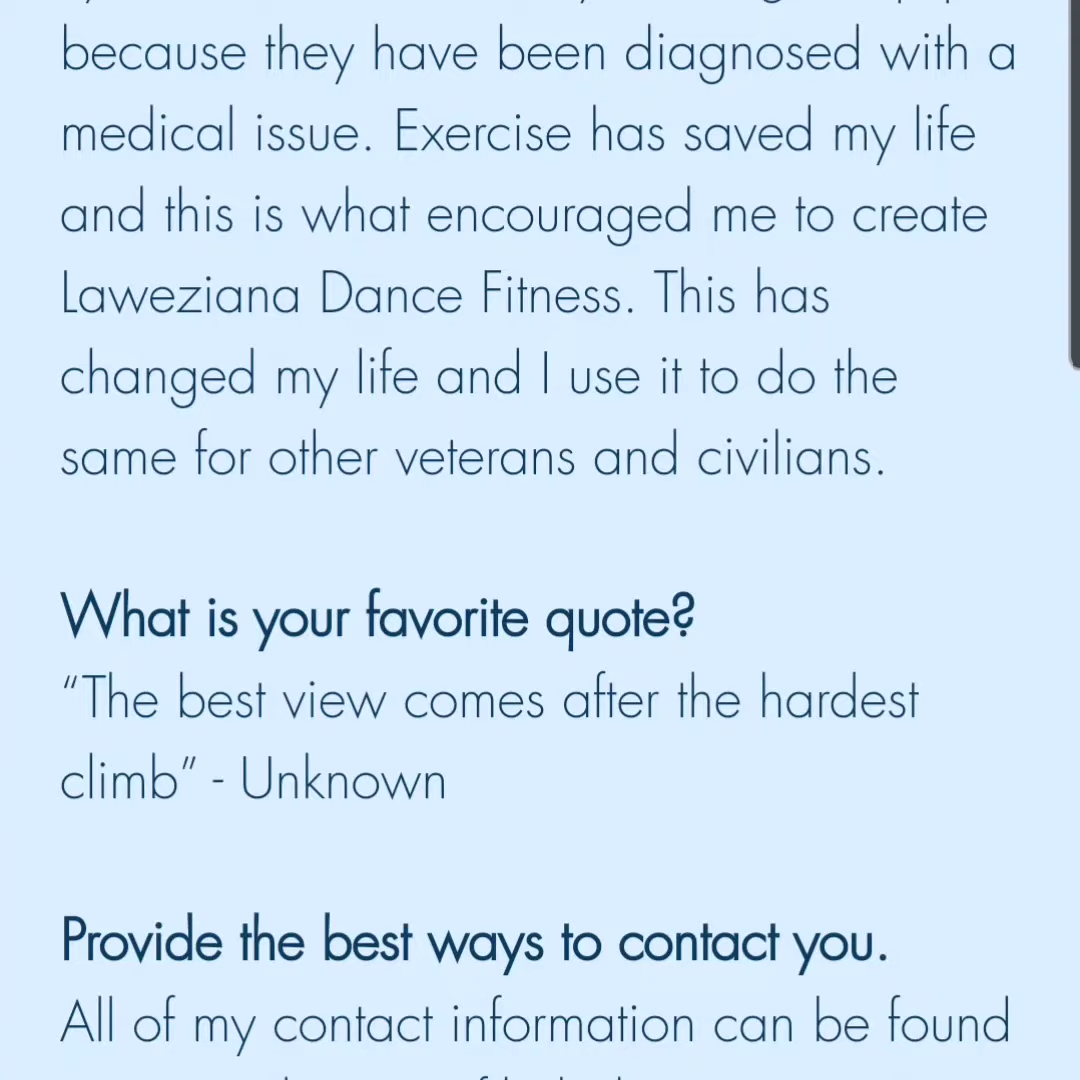 because they have been diagnosed with a
medical issue. Exercise has saved my life
and this is what encouraged me to create
Laweziana Dance Fitness. This has
changed my life and I use it to do the
same for other veterans and civilians.
What is your favorite quote?
“The best view comes after the hardest
climb” - Unknown
Provide the best ways to contact you.
All of my contact information can be found